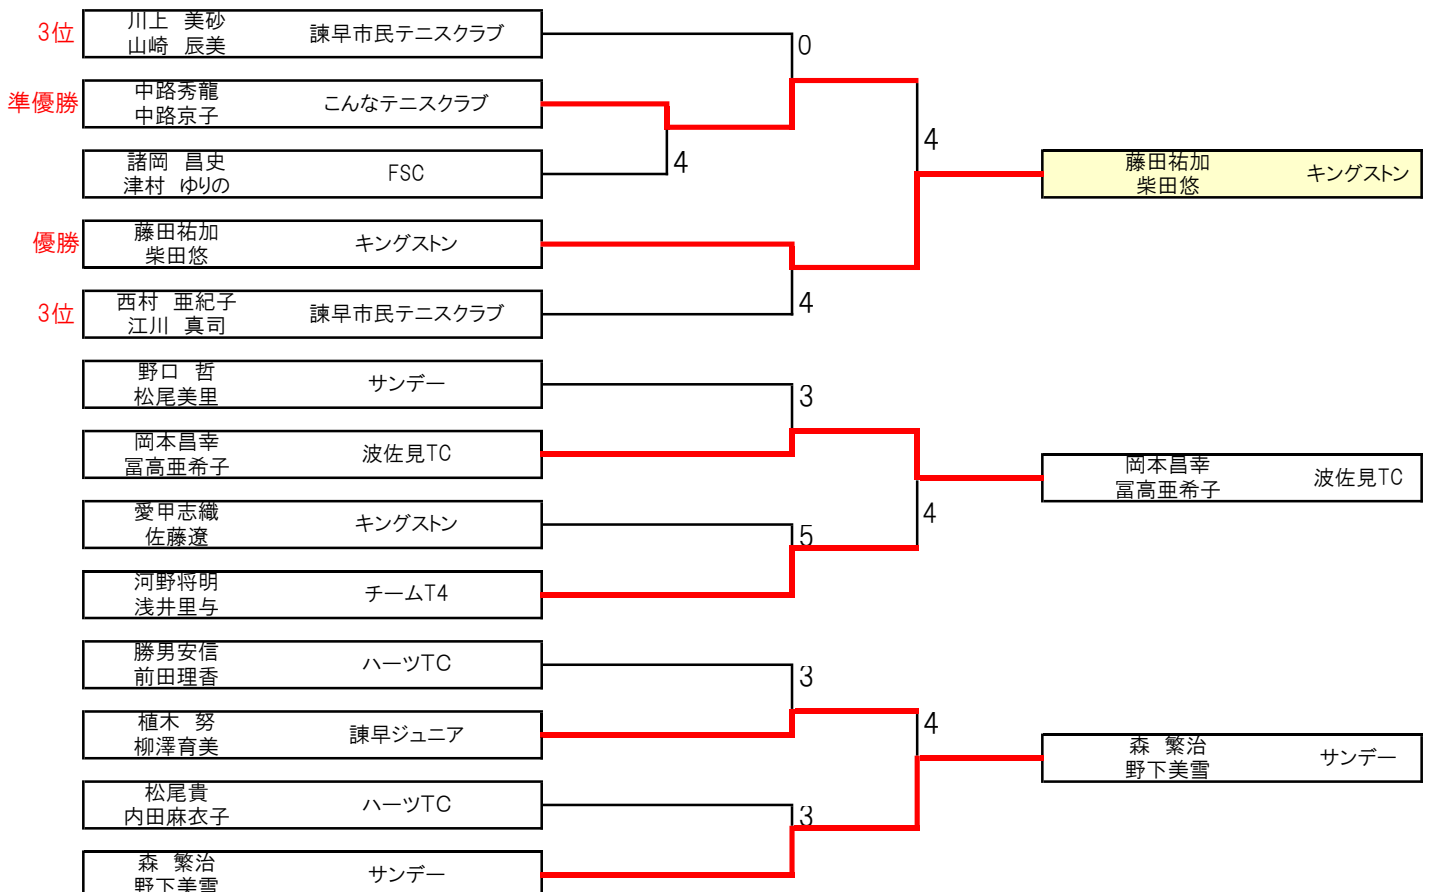 3位
川上　美砂
山崎　辰美
諫早市民テニスクラブ
0
準優勝
中路秀龍
中路京子
こんなテニスクラブ
4
諸岡　昌史
津村　ゆりの
FSC
4
藤田祐加
柴田悠
キングストン
優勝
藤田祐加
柴田悠
キングストン
3位
西村　亜紀子
江川　真司
諫早市民テニスクラブ
4
野口　哲
松尾美里
サンデー
3
岡本昌幸
冨高亜希子
波佐見TC
岡本昌幸
冨高亜希子
波佐見TC
愛甲志織
佐藤遼
キングストン
5
4
河野将明
浅井里与
チームT4
勝男安信
前田理香
ハーツTC
3
植木　努
柳澤育美
諫早ジュニア
4
森　繁治
野下美雪
サンデー
松尾貴
内田麻衣子
ハーツTC
3
森　繁治
野下美雪
サンデー